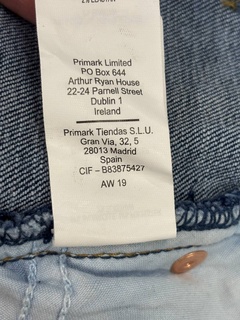 Primark Limited
PO Box 644
Arthur Ryan House
22-24 Parnell Street
Dublin 1
Ireland
Primark Tiendas S.L.U.
Gran Via, 32, 5
28013 Madrid
Spain
CIF – B83875427
AW 19